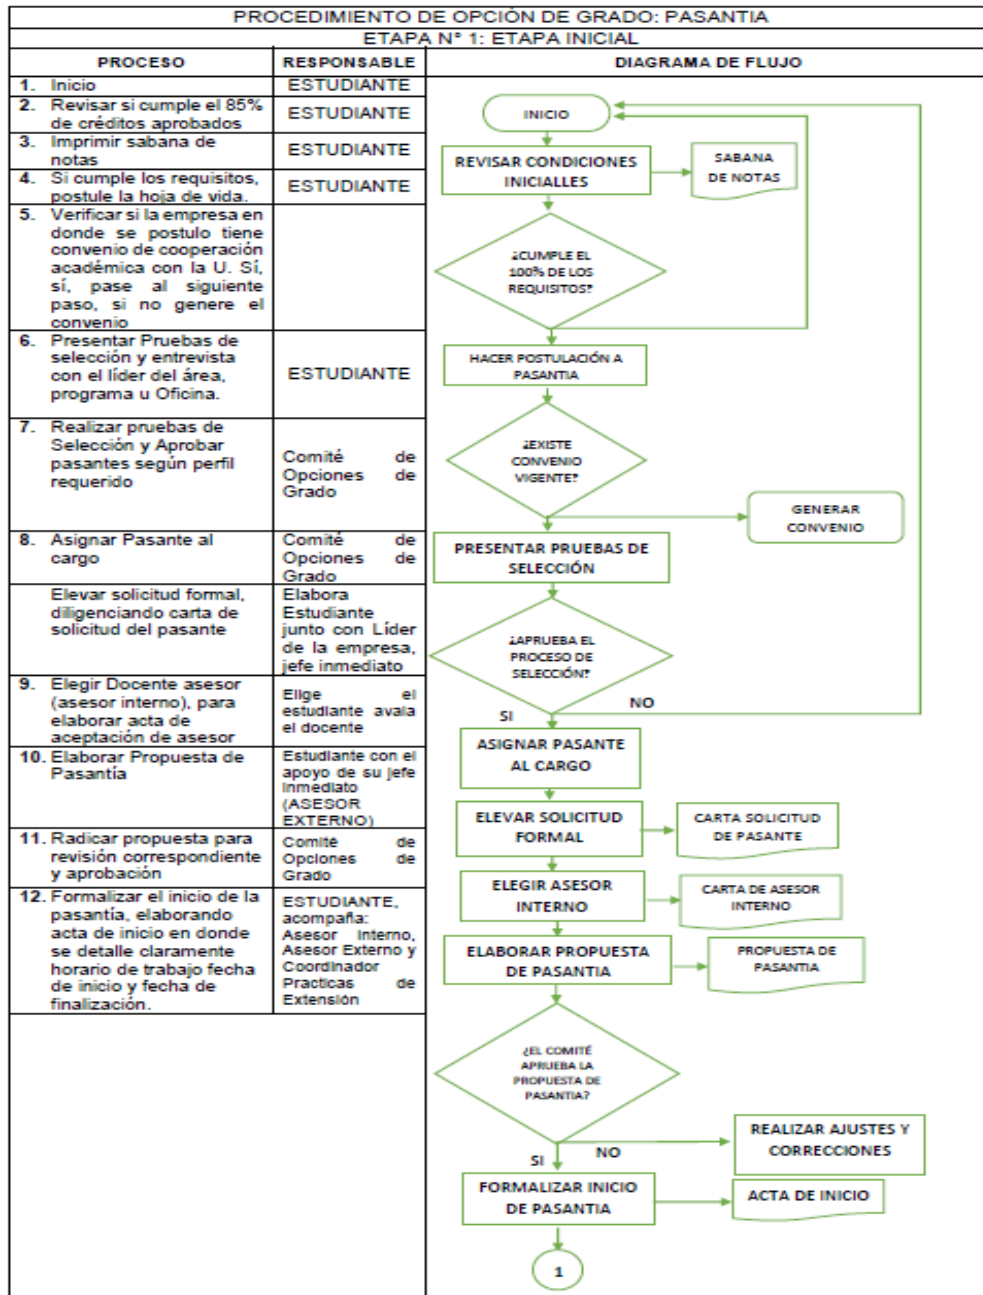 PROCEDIMIENTO DE OPCIÓN DE GRADO: PASANTIA
ETAPA N° 1: ETAPA INICIAL
PROCESO
RESPONSABLE
DIAGRAMA DE FLUJO
1. Inicio
ESTUDIANTE
2. Revisar si cumple el 85%
de créditos aprobados
ESTUDIANTE
3. Imprimir sabana de
notas
ESTUDIANTE
4. Si cumple los requisitos,
postule la hoja de vida.
ESTUDIANTE
5. Verificar si la empresa en
donde se postulo tiene
convenio de cooperación
académica con la U. Sí,
sí, pase al siguiente
paso, si no genere el
convenio
6. Presentar Pruebas de
selección y entrevista
con el líder del área,
programa u Oficina.
ESTUDIANTE
7. Realizar pruebas de
Selección y Aprobar
pasantes según perfil
requerido
Comité de
Opciones de
Grado
8. Asignar Pasante al
cargo
Comité de
Opciones de
Grado
Elevar solicitud formal,
diligenciando carta de
solicitud del pasante
Elabora
Estudiante
junto con Líder
de la empresa,
jefe inmediato
9. Elegir Docente asesor
(asesor interno), para
elaborar acta de
aceptación de asesor
Elige el
estudiante avala
el docente
10. Elaborar Propuesta de
Pasantía
Estudiante con el
apoyo de su jefe
inmediato
(ASESOR
EXTERNO)
11. Radicar propuesta para
revisión correspondiente
y aprobación
Comité de
Opciones de
Grado
12. Formalizar el inicio de la
pasantía, elaborando
acta de inicio en donde
se detalle claramente
horario de trabajo fecha
de inicio y fecha de
finalización.
ESTUDIANTE,
acompaña:
Asesor Interno,
Asesor Externo y
Coordinador
Practicas de
Extensión
INICIO
REVISAR CONDICIONES
INICIALLES
SABANA
DE NOTAS
¿CUMPLE EL
100% DE LOS
REQUISITOS?
HACER POSTULACIÓN A
PASANTIA
¿EXISTE
CONVENIO
VIGENTE?
GENERAR
CONVENIO
PRESENTAR PRUEBAS DE
SELECCIÓN
¿APRUEBA EL
PROCESO DE
SELECCIÓN?
SI
NO
ASIGNAR PASANTE
AL CARGO
ELEVAR SOLICITUD
FORMAL
CARTA SOLICITUD
DE PASANTE
ELEGIR ASESOR
INTERNO
CARTA DE ASESOR
INTERNO
ELABORAR PROPUESTA
DE PASANTIA
PROPUESTA DE
PASANTIA
¿EL COMITÉ
APRUEBA LA
PROPUESTA DE
PASANTIA?
REALIZAR AJUSTES Y
CORRECCIONES
SI
NO
FORMALIZAR INICIO
DE PASANTIA
ACTA DE INICIO
1